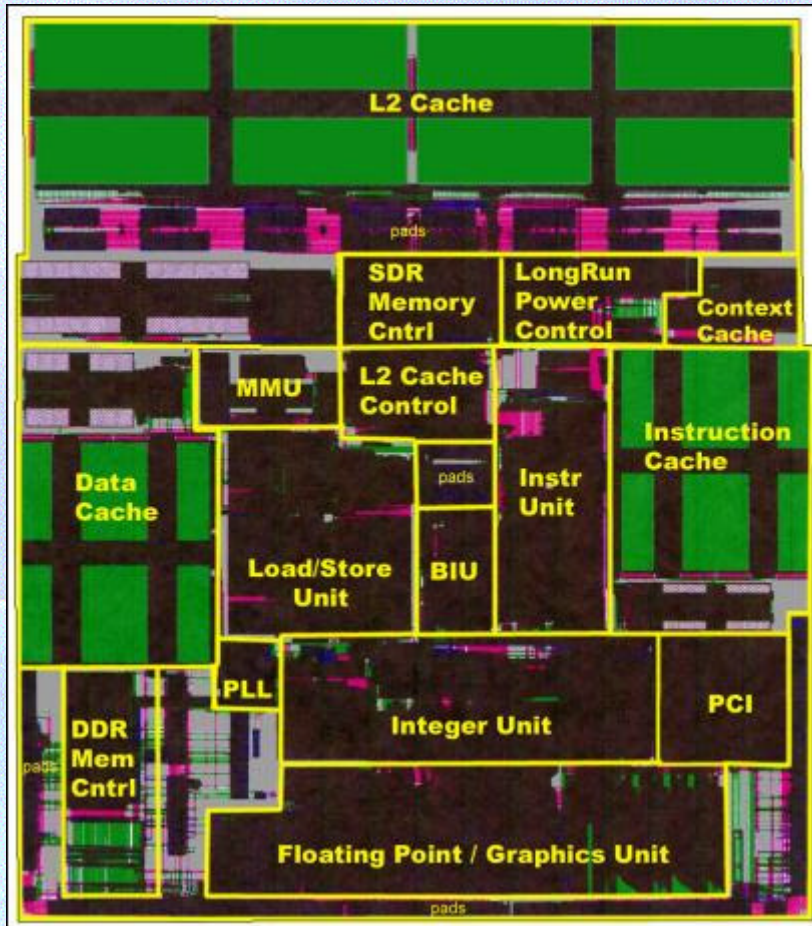 L2 Cache
pads
SDR
Memory
Cntrl
LongRun
Power
Control
Context
Cache
MMU
L2 Cache
Control
Instruction
Cache
Data
Cache
pads
Instr
Unit
Load/Store
Unit
BIU
PLL
Integer Unit
PCI
DDR
Mem
Cntrl
pads
Floating Point / Graphics Unit
pads